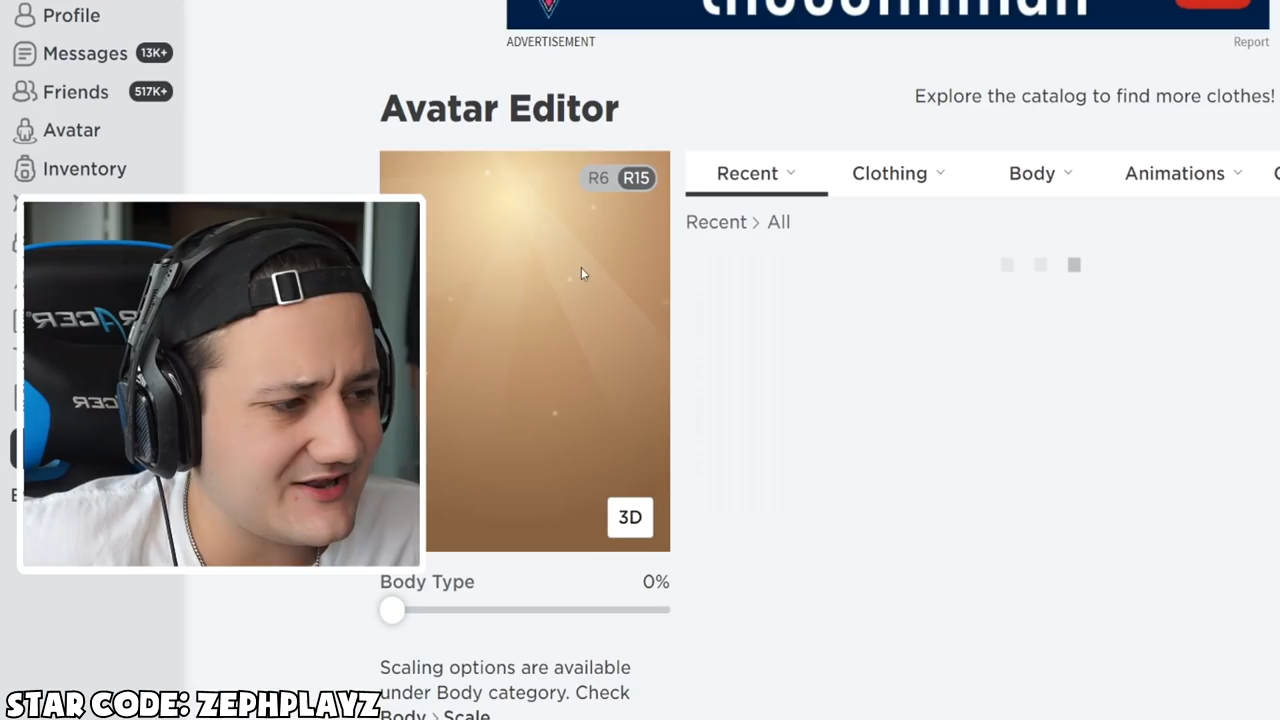 Profile
Messages 13K+
Friends 517K+
Avatar
Inventory
ADVERTISEMENT
Report
Avatar Editor
Explore the catalog to find more clothes!
R6 R15
Recent Clothing Body Animations
Recent > All
3D
Body Type 0%
Scaling options are available
under Body category. Check
Body > Scale
STAR CODE: ZEPHPLAYZ